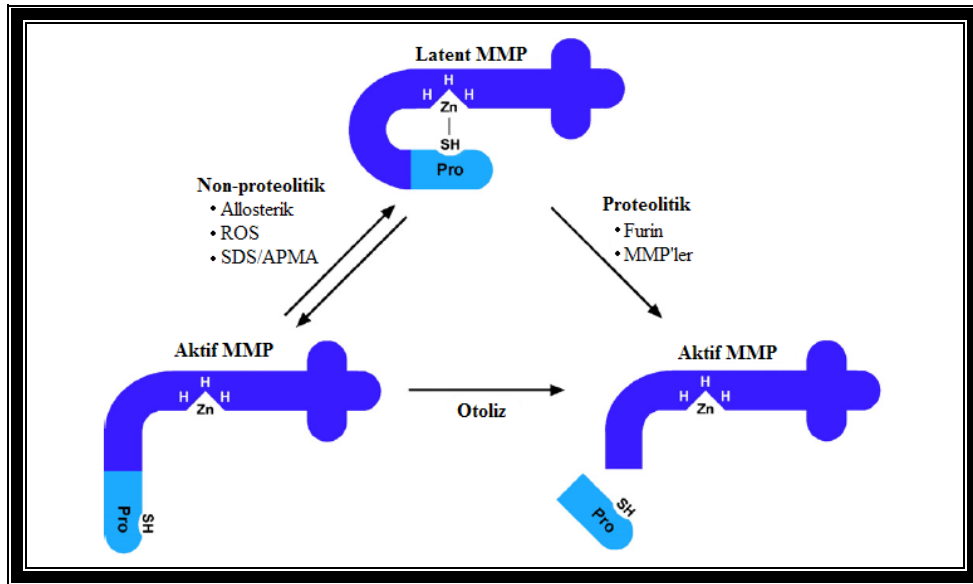 Latent MMP
H
H H
Zn
SH
Pro
Non-proteolitik
• Allosterik
• ROS
• SDS/APMA
Proteolitik
• Furin
• MMP'ler
Aktif MMP
H
H H
Zn
Pro
SH
Otoliz
Aktif MMP
H
H H
Zn
SH
Pro